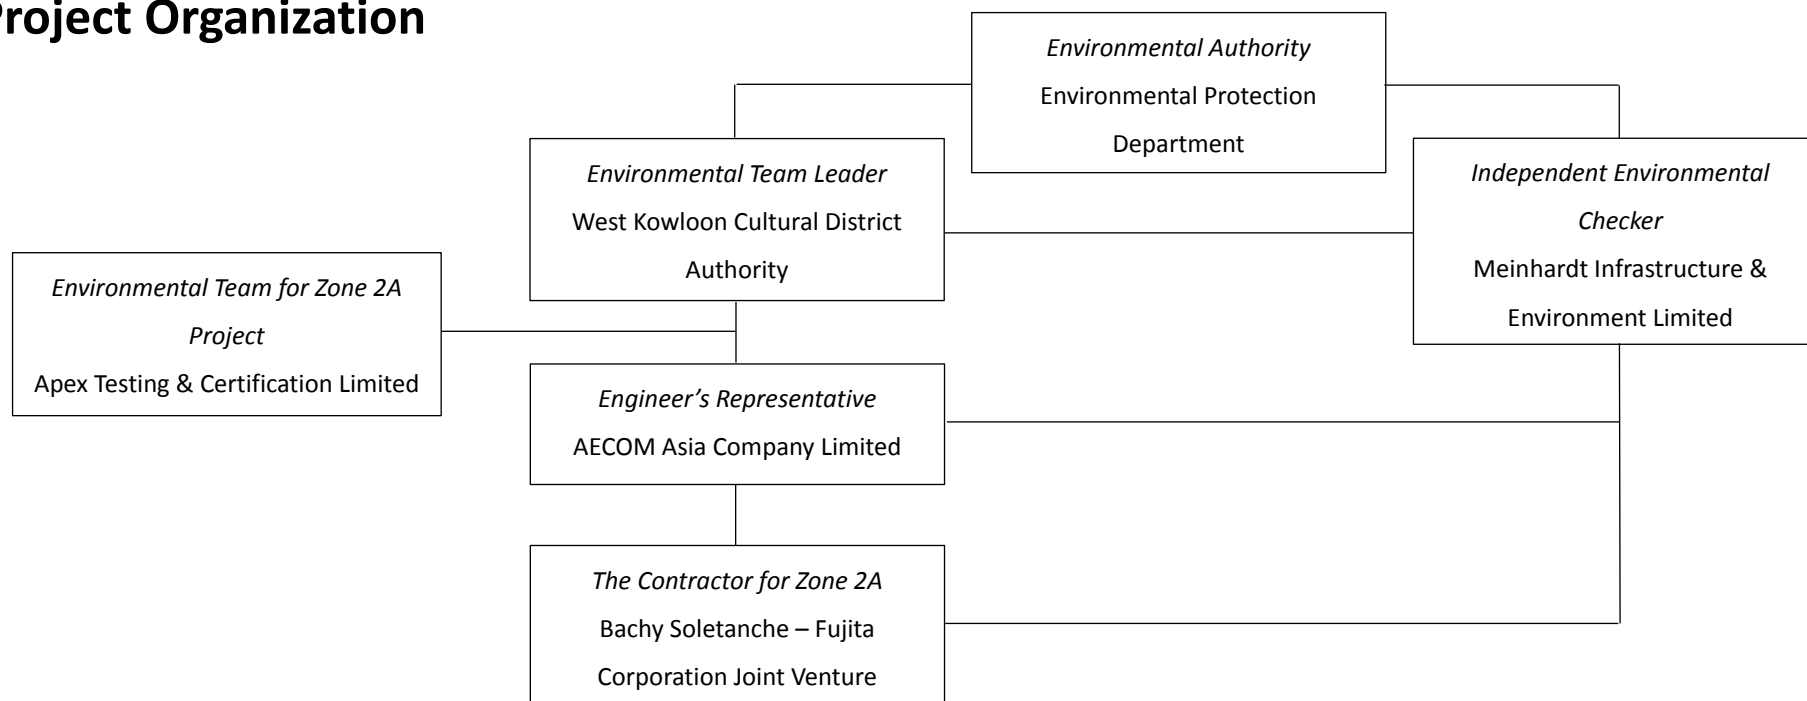 Project Organization
Environmental Authority
Environmental Protection
Department
Environmental Team Leader
West Kowloon Cultural District
Authority
Independent Environmental
Checker
Meinhardt Infrastructure &
Environment Limited
Environmental Team for Zone 2A
Project
Apex Testing & Certification Limited
Engineer’s Representative
AECOM Asia Company Limited
The Contractor for Zone 2A
Bachy Soletanche – Fujita
Corporation Joint Venture